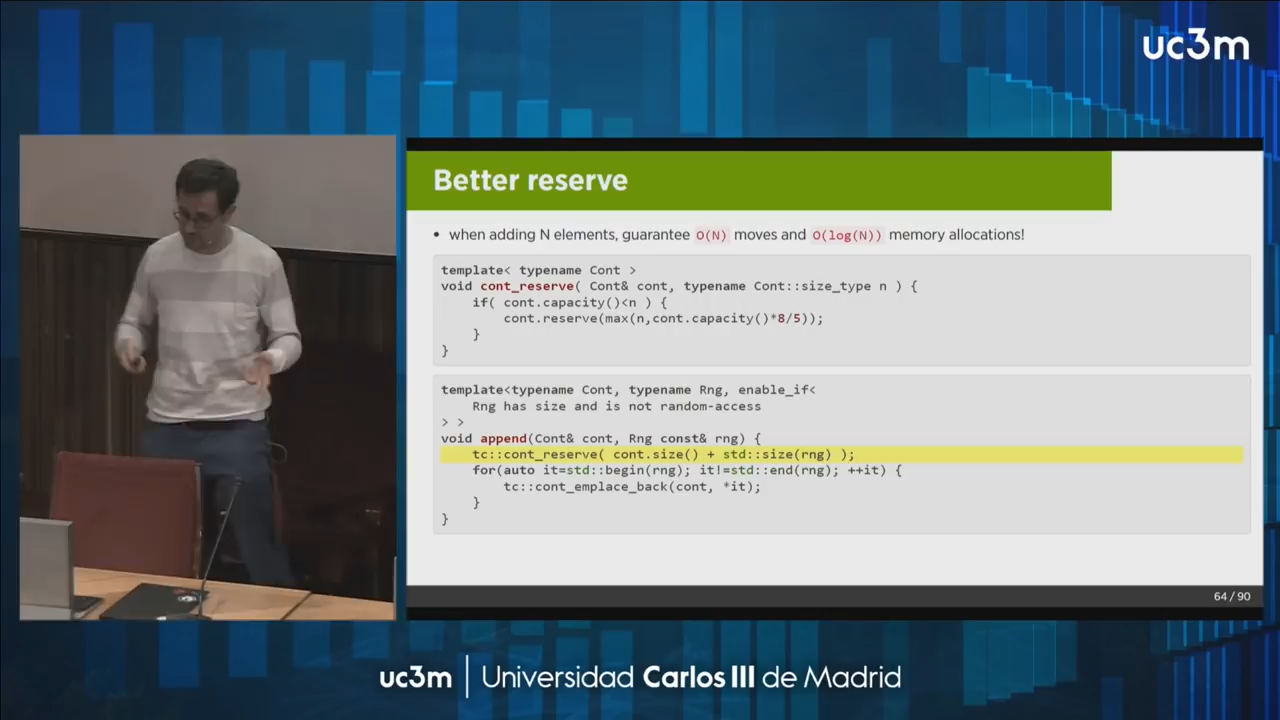 uc3m
Better reserve
• when adding N elements, guarantee O(N) moves and O(log(N)) memory allocations!
template< typename Cont >
void cont_reserve( Cont& cont, typename Cont::size_type n ) {
    if( cont.capacity()<n ) {
        cont.reserve(max(n,cont.capacity()*8/5));
    }
}
template<typename Cont, typename Rng, enable_if<
    Rng has size and is not random-access
> >
void append(Cont& cont, Rng const& rng) {
    tc::cont_reserve( cont.size() + std::size(rng) );
    for(auto it=std::begin(rng); it!=std::end(rng); ++it) {
        tc::cont_emplace_back(cont, *it);
    }
}
64 / 90
uc3m | Universidad Carlos III de Madrid